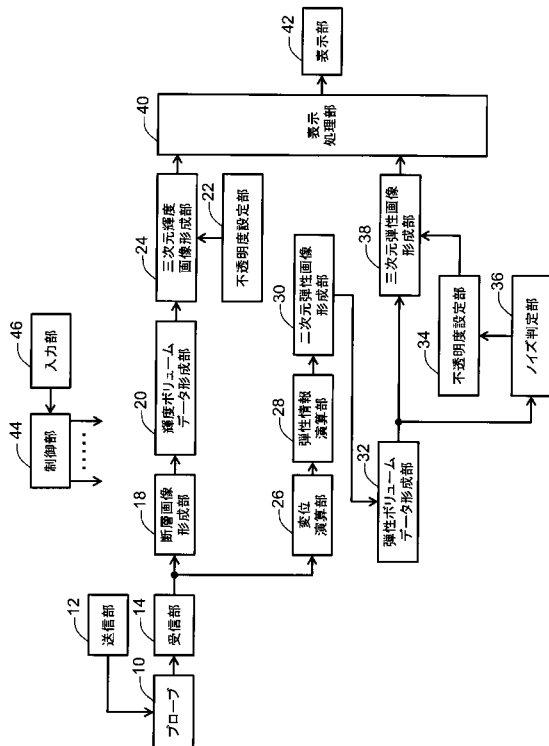 46
入力部
44
制御部
12
送信部
10
プローブ
14
受信部
18
断層画像
形成部
20
輝度ボリューム
データ形成部
24
三次元輝度
画像形成部
22
不透明度設定部
26
変位
演算部
28
弾性情報
演算部
30
二次元弾性画像
形成部
32
弾性ボリューム
データ形成部
34
不透明度設定部
36
ノイズ判定部
38
三次元弾性画像
形成部
40
表示
処理部
42
表示部